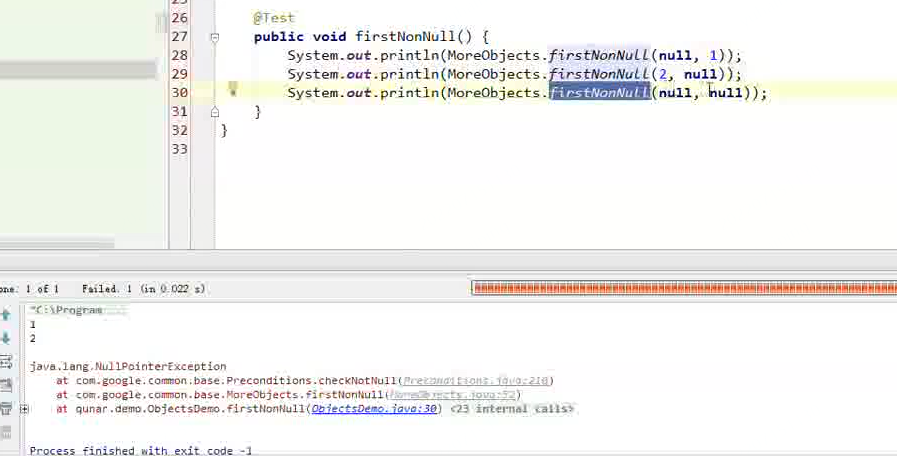 26 @Test
27 public void firstNonNull() {
28 System.out.println(MoreObjects.firstNonNull(null, 1));
29 System.out.println(MoreObjects.firstNonNull(2, null));
30 System.out.println(MoreObjects.firstNonNull(null, null));
31 }
32 }
33
1 of 1 Failed: 1 (in 0.022 s)
"C:\Program
1
2
java.lang.NullPointerException
at com.google.common.base.Preconditions.checkNotNull(Preconditions.java:210)
at com.google.common.base.MoreObjects.firstNonNull(MoreObjects.java:52)
at qunar.demo.ObjectsDemo.firstNonNull(ObjectsDemo.java:30) <23 internal calls>
Process finished with exit code -1